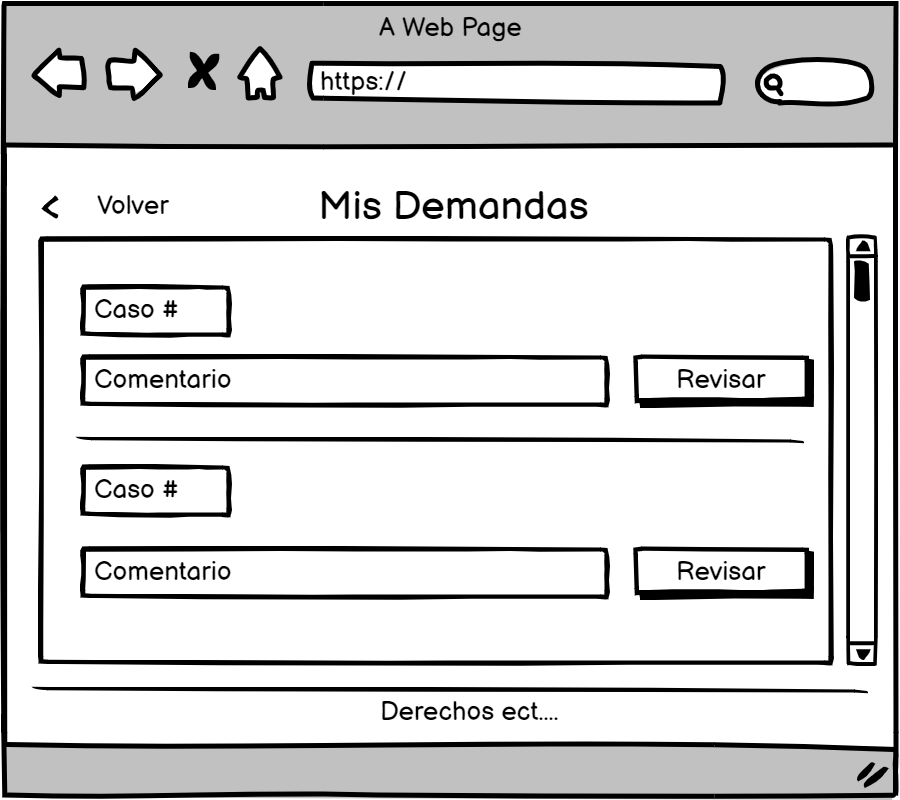 A Web Page
https://
< Volver
Mis Demandas
Caso #
Comentario
Revisar
Caso #
Comentario
Revisar
Derechos ect....